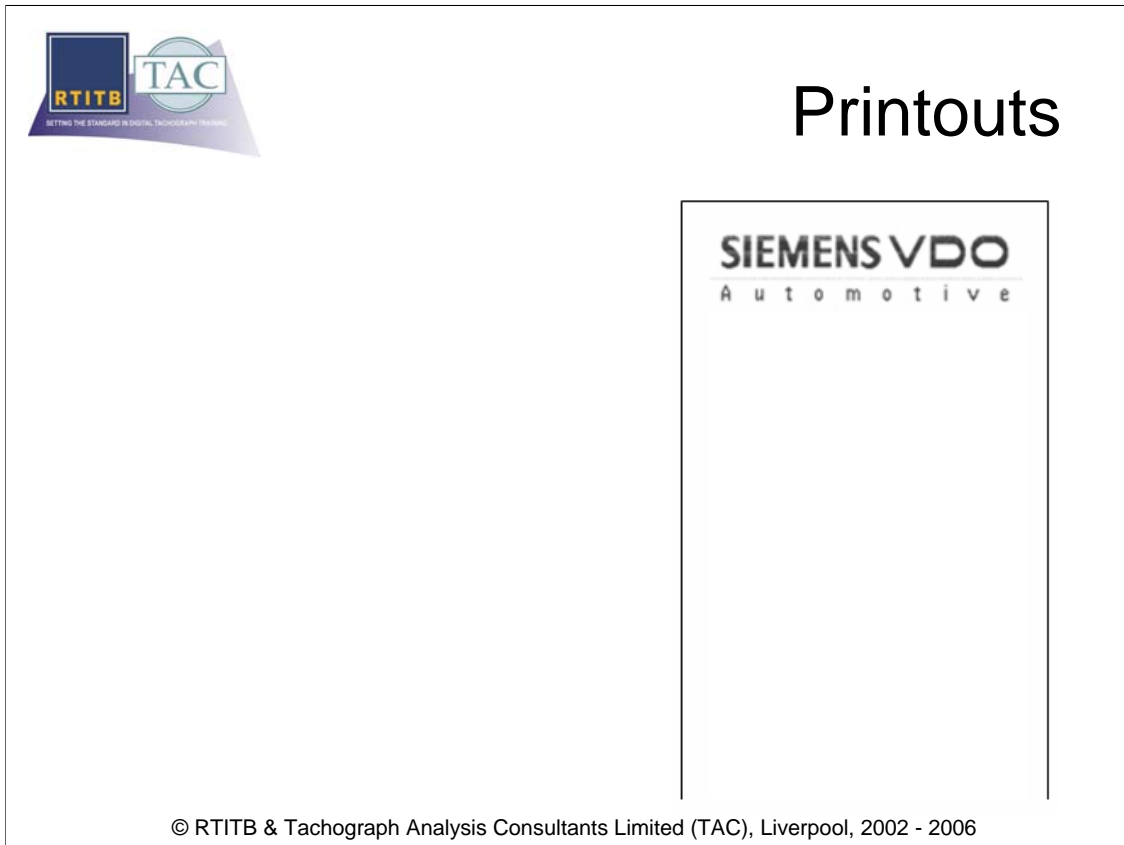 RTITB
TAC
SETTING THE STANDARD IN DIGITAL TACHOGRAPH TRAINING
Printouts
SIEMENS VDO
Automotive
© RTITB & Tachograph Analysis Consultants Limited (TAC), Liverpool, 2002 - 2006